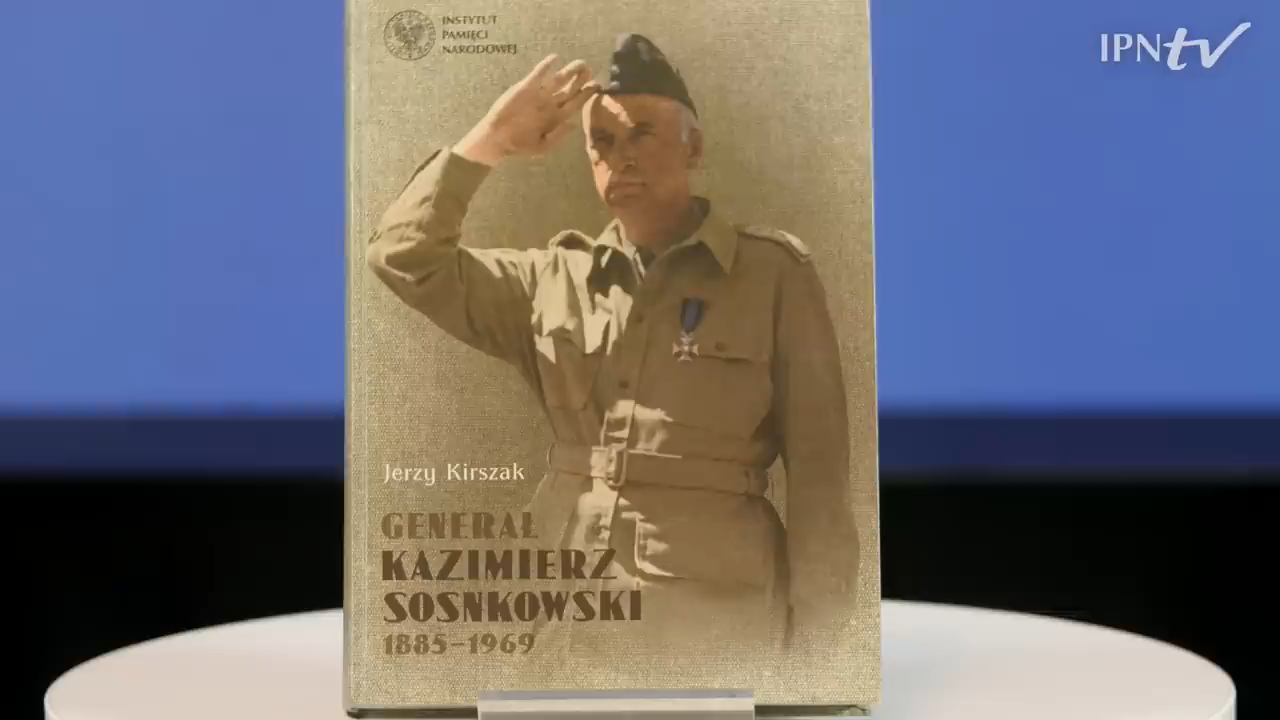 INSTYTUT
PAMIĘCI
NARODOWEJ
IPNtv
Jerzy Kirszak
GENERAŁ
KAZIMIERZ
SOSNKOWSKI
1885–1969